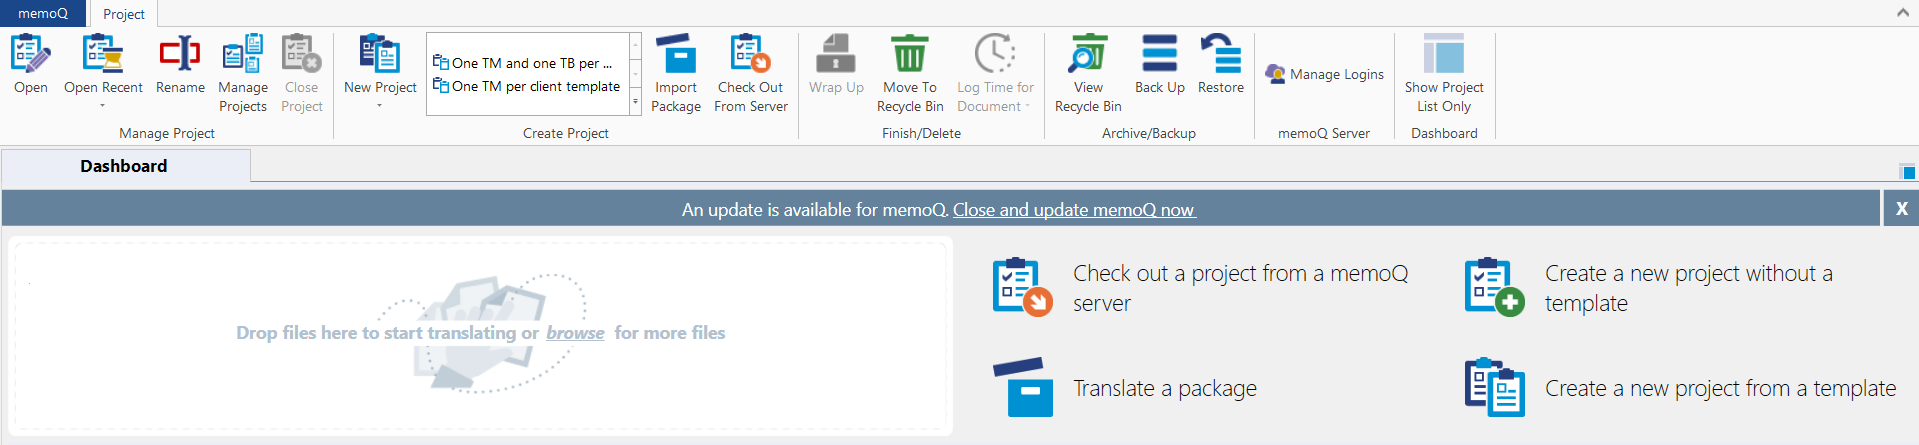 memoQ Project
Open Open Recent Rename Manage Projects Close Project
Manage Project
New Project
One TM and one TB per ...
One TM per client template
Import Package Check Out From Server
Create Project
Wrap Up Move To Recycle Bin Log Time for Document
Finish/Delete
View Recycle Bin Back Up Restore
Archive/Backup
Manage Logins
memoQ Server
Show Project List Only
Dashboard
Dashboard
An update is available for memoQ. Close and update memoQ now
X
Drop files here to start translating or browse for more files
Check out a project from a memoQ
server
Create a new project without a
template
Translate a package
Create a new project from a template